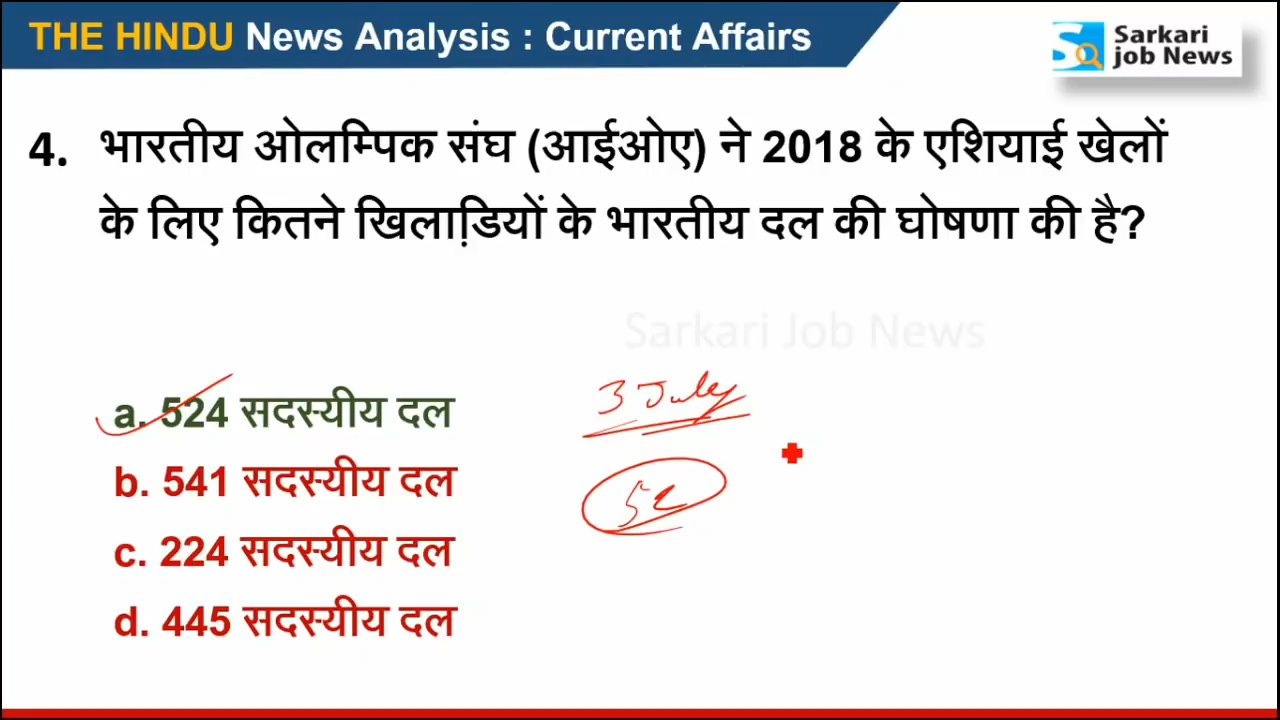 THE HINDU News Analysis : Current Affairs
Sarkari
job News
4. भारतीय ओलम्पिक संघ (आईओए) ने 2018 के एशियाई खेलों
के लिए कितने खिलाडि़यों के भारतीय दल की घोषणा की है?
Sarkari Job News
a. 524 सदस्यीय दल
3 July
b. 541 सदस्यीय दल
52
c. 224 सदस्यीय दल
d. 445 सदस्यीय दल